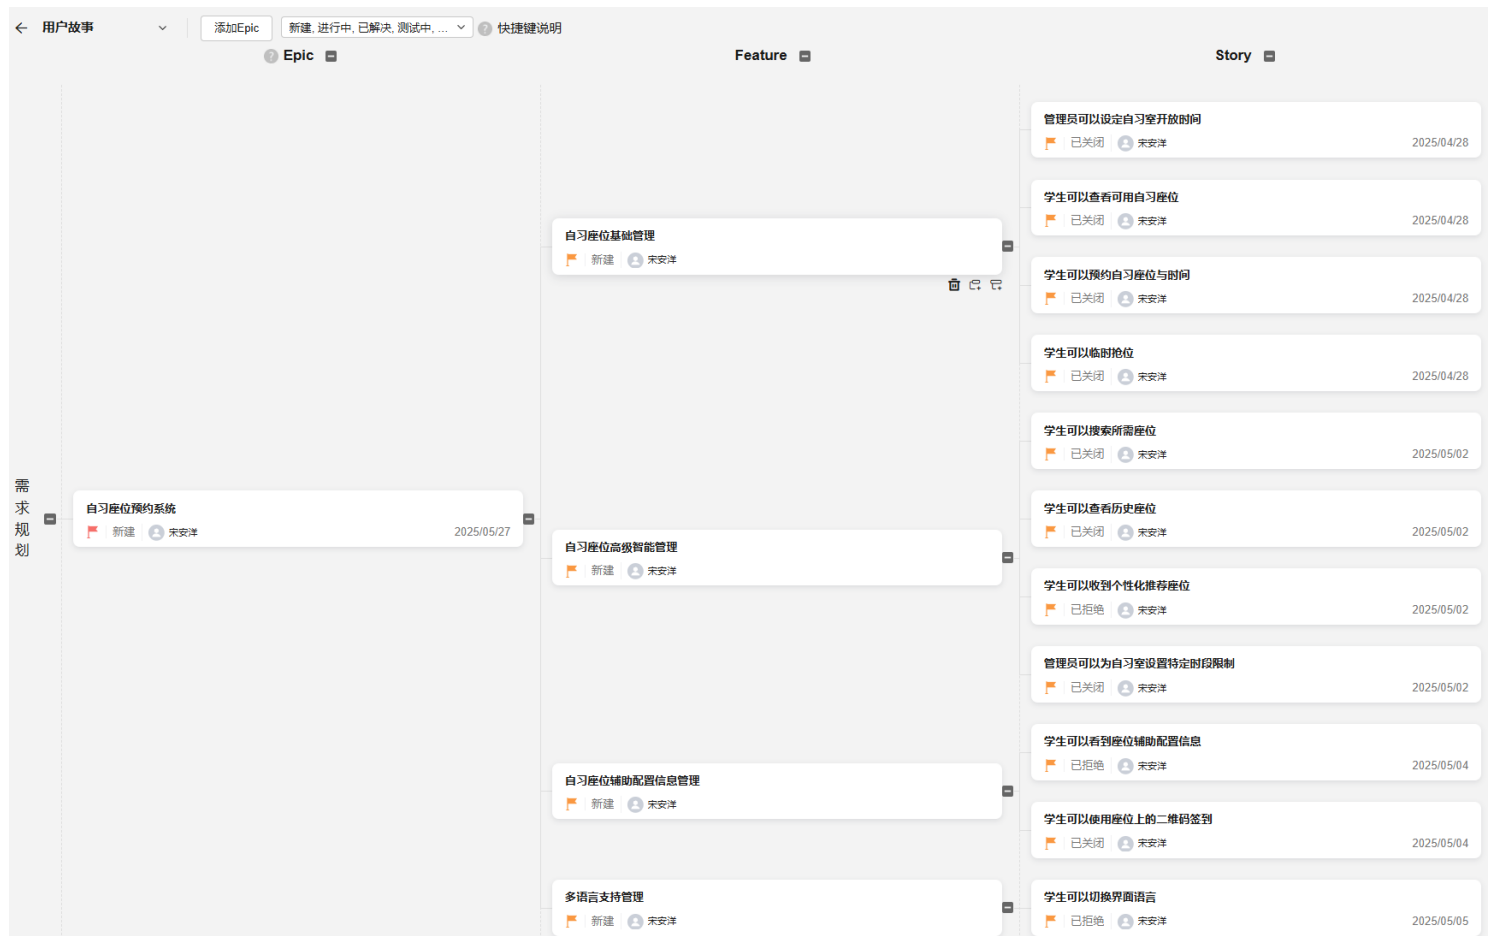 用户故事
添加Epic
新建, 进行中, 已解决, 测试中, ...
快捷键说明
Epic
Feature
Story
需求规划
自习座位预约系统
新建 宋安洋 2025/05/27
自习座位基础管理
新建 宋安洋
自习座位高级智能管理
新建 宋安洋
自习座位辅助配置信息管理
新建 宋安洋
多语言支持管理
新建 宋安洋
管理员可以设定自习室开放时间
已关闭 宋安洋 2025/04/28
学生可以查看可用自习座位
已关闭 宋安洋 2025/04/28
学生可以预约自习座位与时间
已关闭 宋安洋 2025/04/28
学生可以临时抢位
已关闭 宋安洋 2025/04/28
学生可以搜索所需座位
已关闭 宋安洋 2025/05/02
学生可以查看历史座位
已关闭 宋安洋 2025/05/02
学生可以收到个性化推荐座位
已拒绝 宋安洋 2025/05/02
管理员可以为自习室设置特定时段限制
已关闭 宋安洋 2025/05/02
学生可以看到座位辅助配置信息
已拒绝 宋安洋 2025/05/04
学生可以使用座位上的二维码签到
已关闭 宋安洋 2025/05/04
学生可以切换界面语言
已拒绝 宋安洋 2025/05/05